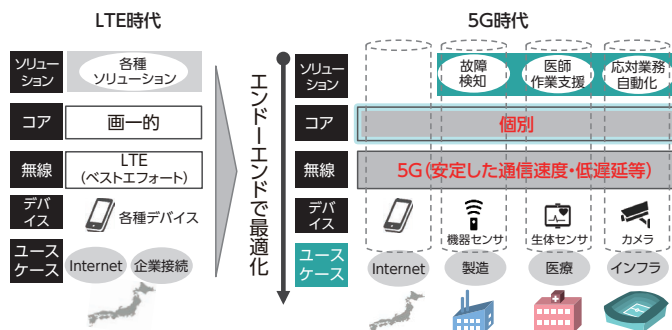 LTE時代
ソリュー
ション
各種
ソリューション
コア
画一的
無線
LTE
(ベストエフォート)
デバ
イス
各種デバイス
ユース
ケース
Internet
企業接続
エンドーエンドで最適化
5G時代
ソリュー
ション
故障
検知
医師
作業支援
応対業務
自動化
コア
個別
無線
5G(安定した通信速度・低遅延等)
デバ
イス
機器センサ
生体センサ
カメラ
ユース
ケース
Internet
製造
医療
インフラ